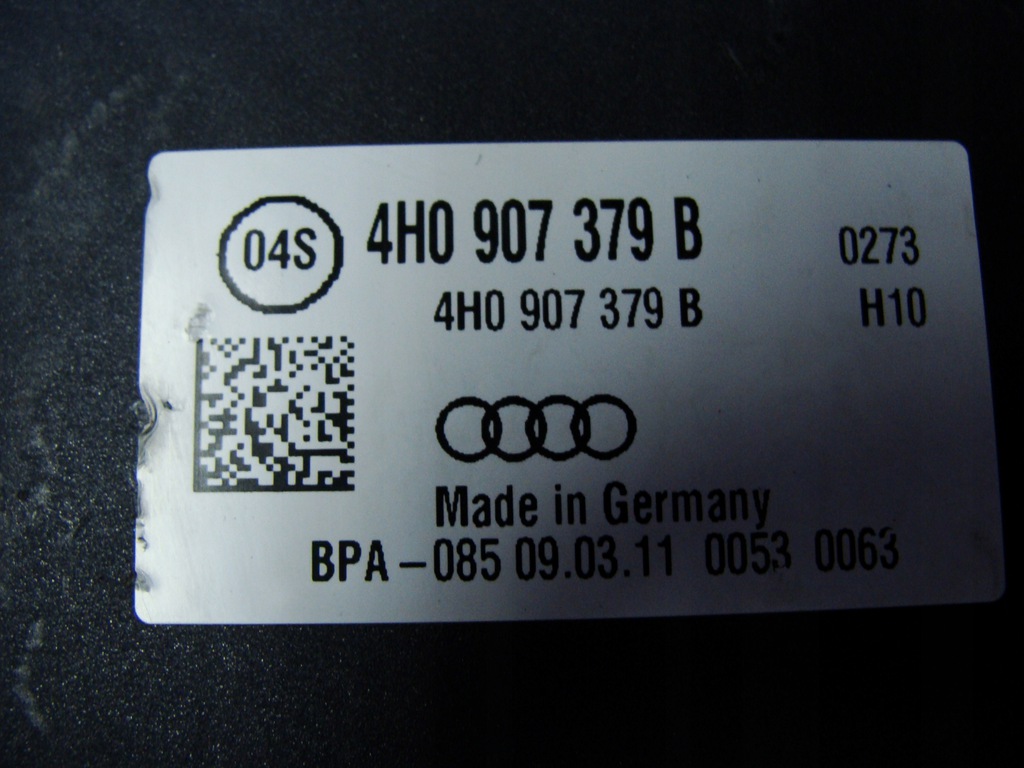 04S 4H0 907 379 B 0273
4H0 907 379 B H10
Made in Germany
BPA-085 09.03.11 0053 0063